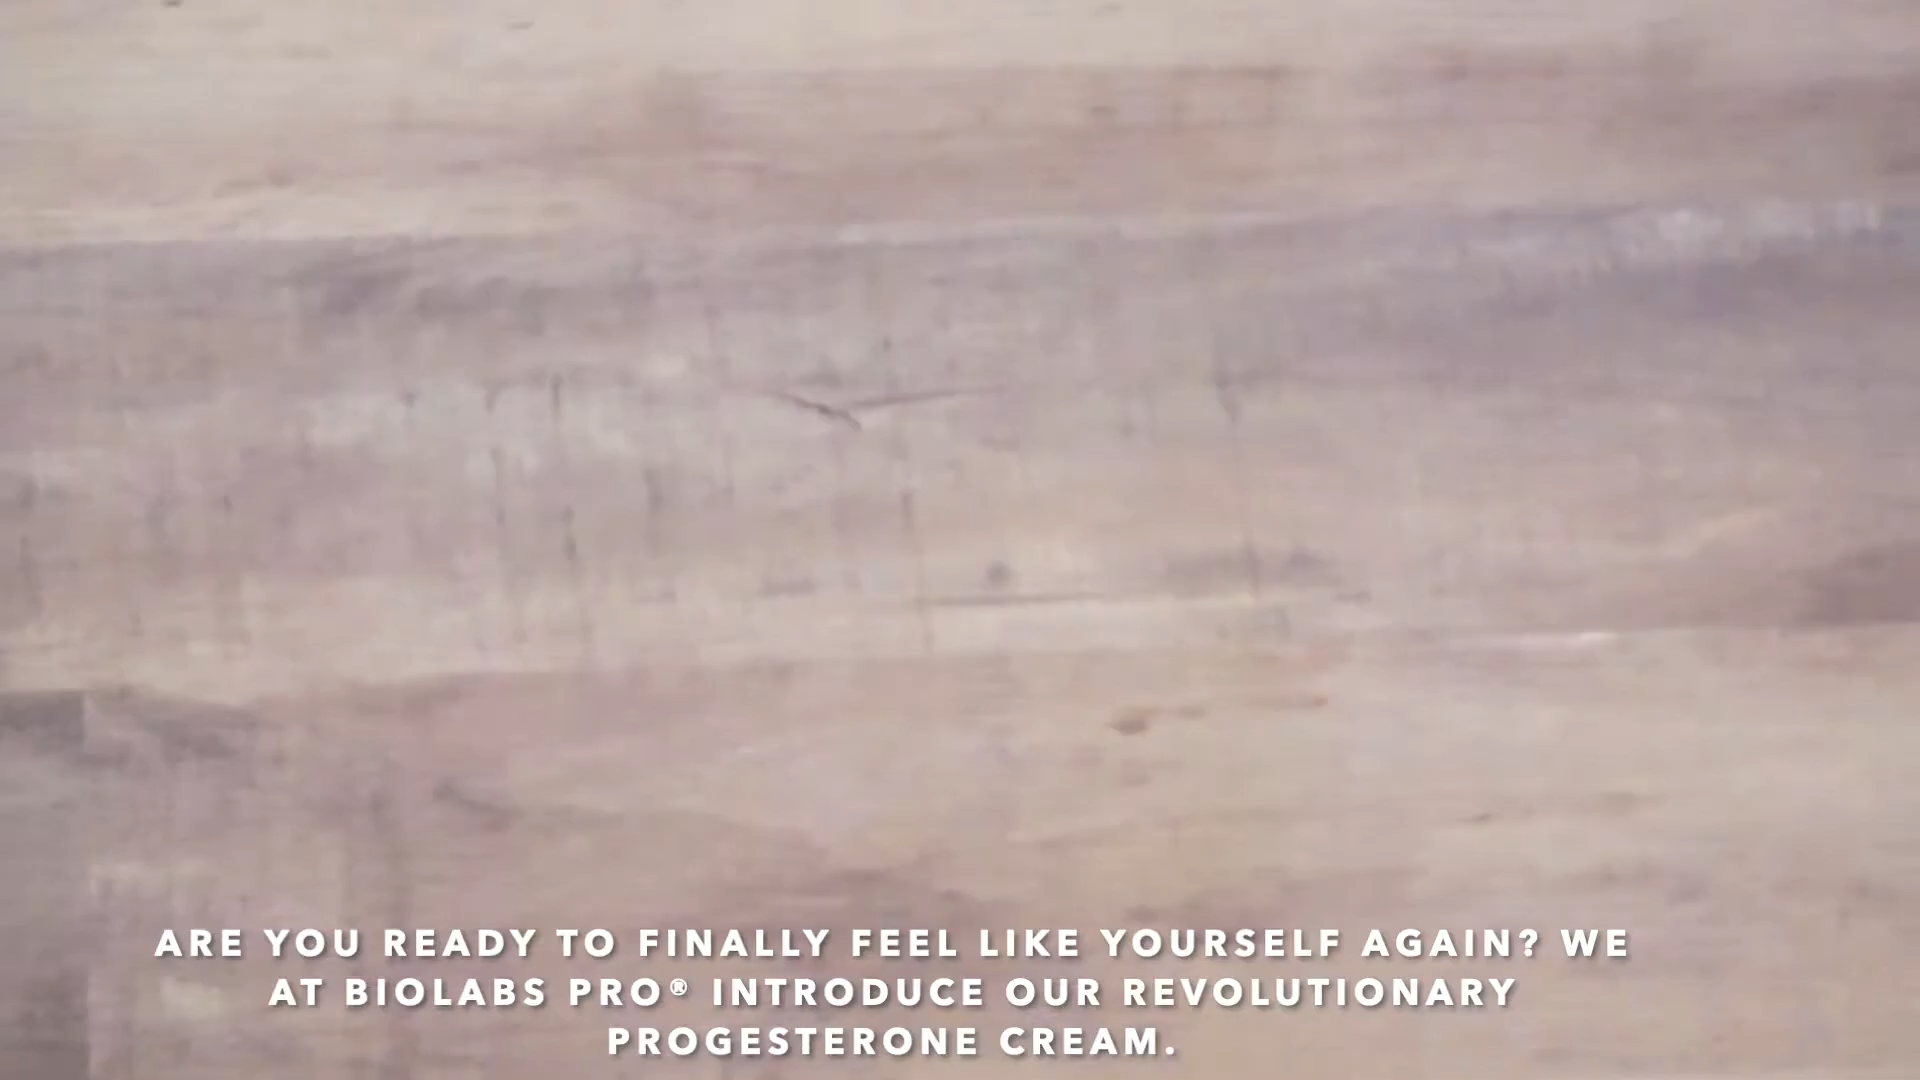 ARE YOU READY TO FINALLY FEEL LIKE YOURSELF AGAIN? WE
AT BIOLABS PRO® INTRODUCE OUR REVOLUTIONARY
PROGESTERONE CREAM.